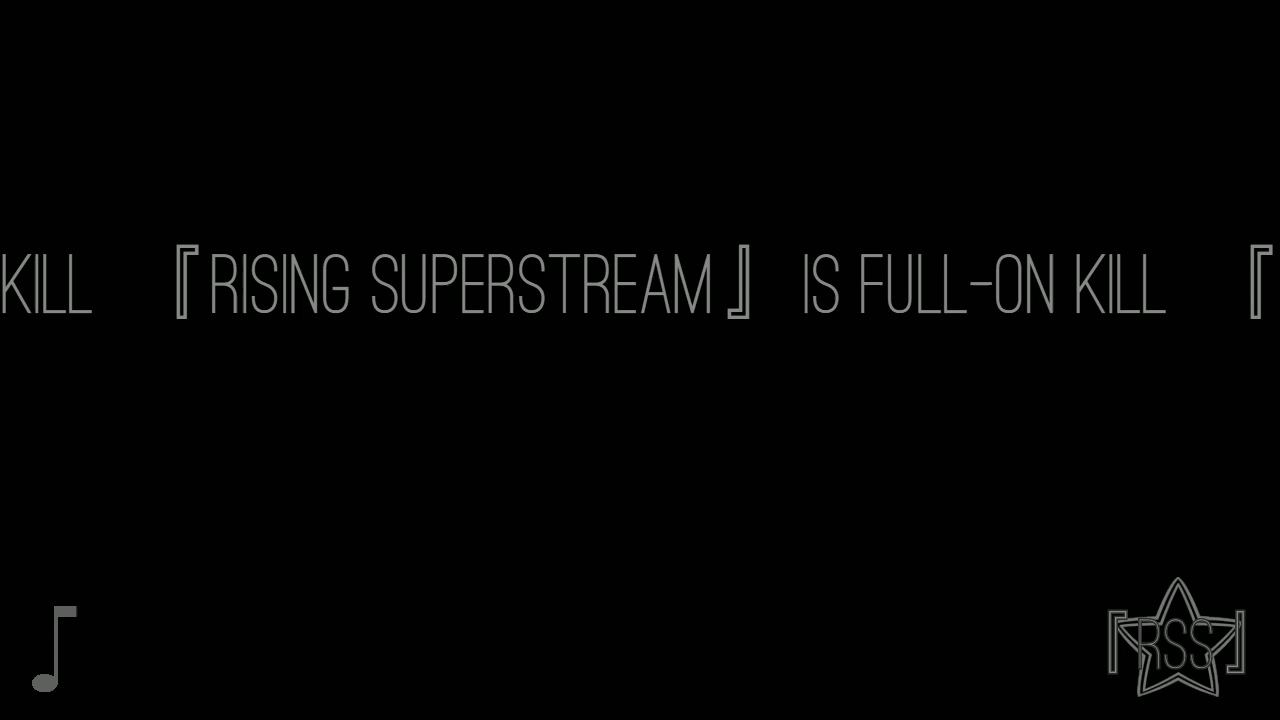 KILL 『RISING SUPERSTREAM』 IS FULL-ON KILL 『
『RSS』